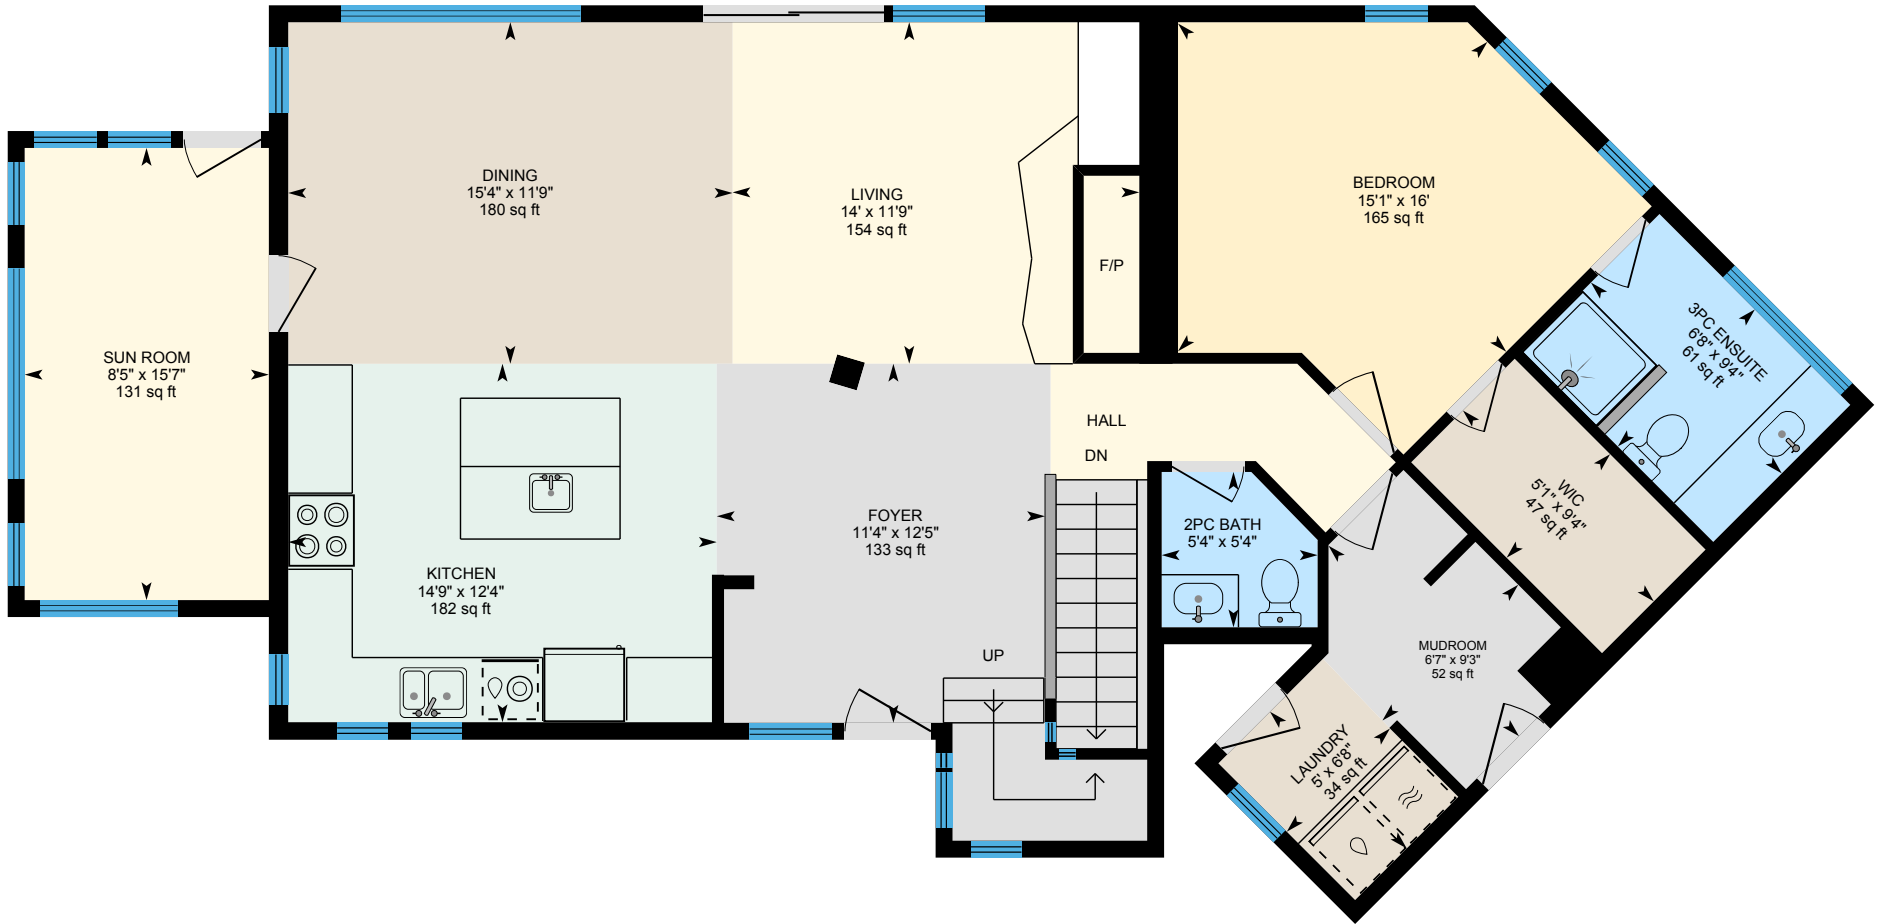 DINING
15'4" x 11'9"
180 sq ft
LIVING
14' x 11'9"
154 sq ft
F/P
BEDROOM
15'1" x 16'
165 sq ft
SUN ROOM
8'5" x 15'7"
131 sq ft
3PC ENSUITE
6'8" x 9'4"
61 sq ft
HALL
DN
WIC
5'1" x 9'4"
47 sq ft
FOYER
11'4" x 12'5"
133 sq ft
2PC BATH
5'4" x 5'4"
KITCHEN
14'9" x 12'4"
182 sq ft
UP
MUDROOM
6'7" x 9'3"
52 sq ft
LAUNDRY
5' x 6'8"
34 sq ft